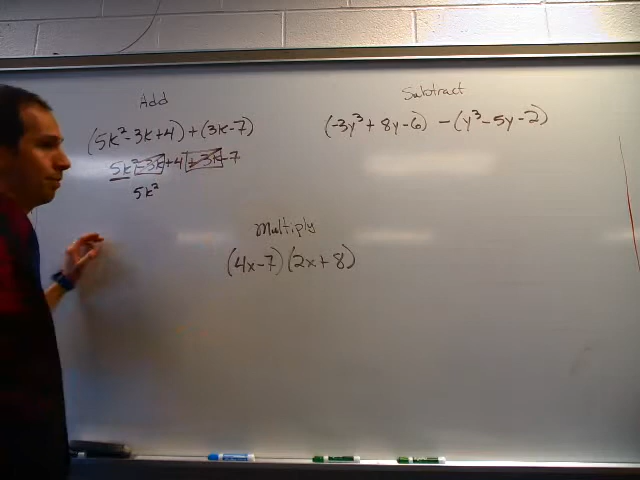 Add
(5k²-3k+4)+(3k-7)
5k²-3k+4+3k-7
5k²
Subtract
(-3y³+8y-6) -(y³-5y-2)
Multiply
(4x-7)(2x+8)